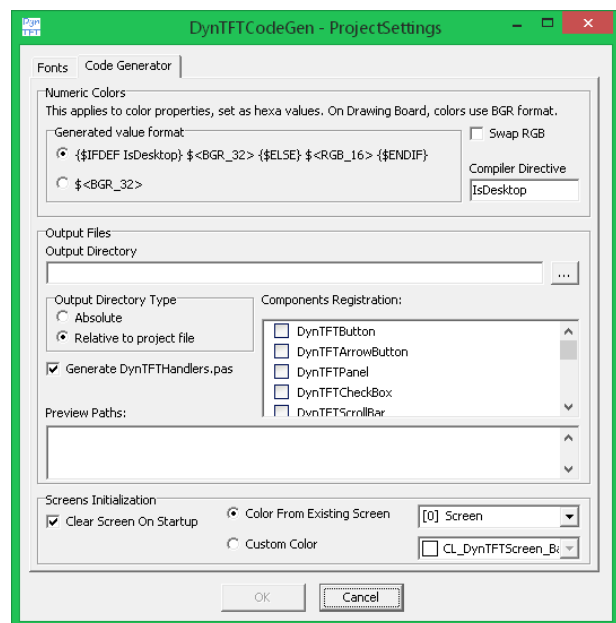 Dyn
TFT
DynTFTCodeGen - ProjectSettings
Fonts
Code Generator
Numeric Colors
This applies to color properties, set as hexa values. On Drawing Board, colors use BGR format.
Generated value format
{$IFDEF IsDesktop} $<BGR_32> {$ELSE} $<RGB_16> {$ENDIF}
$<BGR_32>
Swap RGB
Compiler Directive
IsDesktop
Output Files
Output Directory
...
Output Directory Type
Absolute
Relative to project file
Generate DynTFTHandlers.pas
Components Registration:
DynTFTButton
DynTFTArrowButton
DynTFTPanel
DynTFTCheckBox
DynTFTScrollBar
Preview Paths:
Screens Initialization
Clear Screen On Startup
Color From Existing Screen
[0] Screen
Custom Color
CL_DynTFTScreen_Ba
OK
Cancel